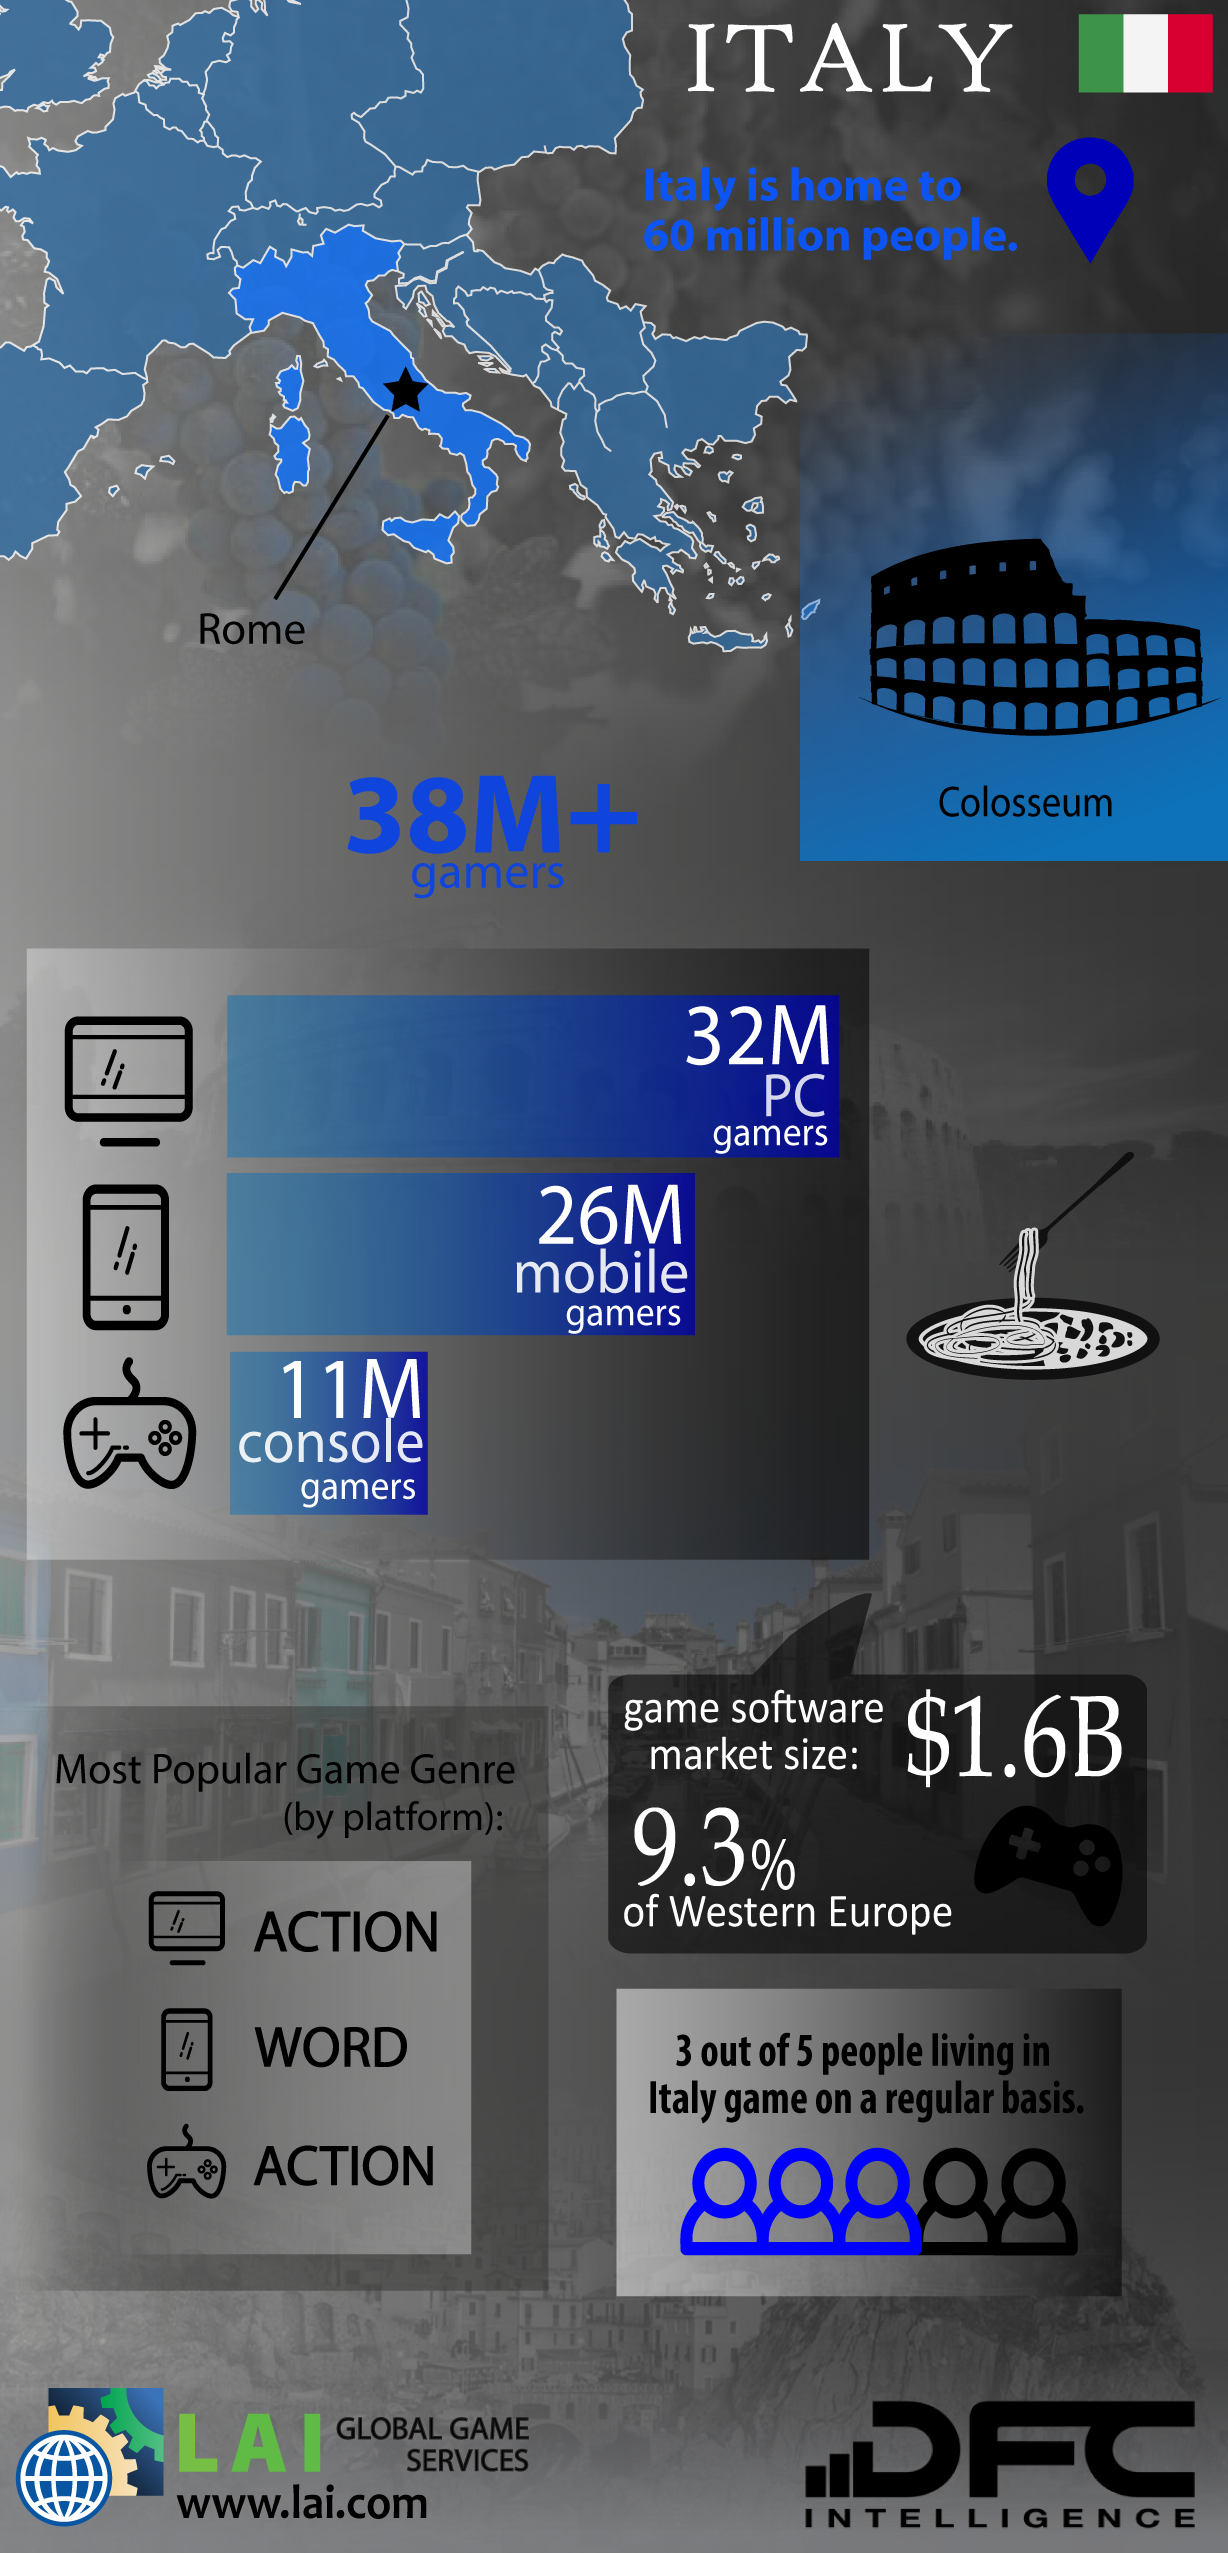 ITALY
Italy is home to
60 million people.
Rome
Colosseum
38M+
gamers
32M
PC
gamers
26M
mobile
gamers
11M
console
gamers
game software
market size:
$1.6B
9.3%
of Western Europe
Most Popular Game Genre
(by platform):
ACTION
WORD
ACTION
3 out of 5 people living in
Italy game on a regular basis.
LAI GLOBAL GAME
SERVICES
www.lai.com
DFC
INTELLIGENCE